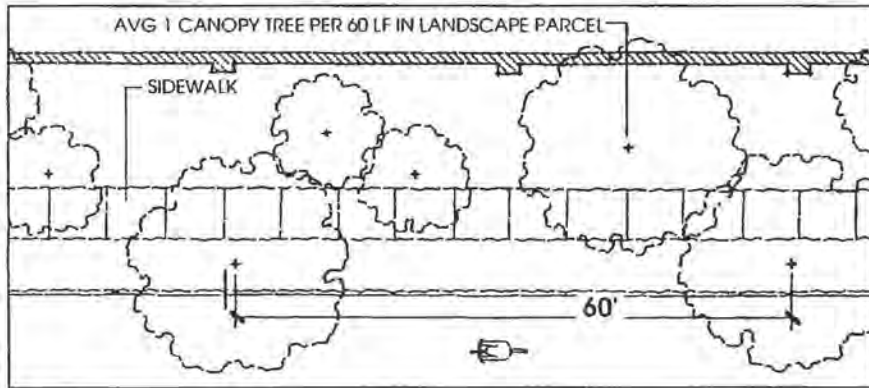 AVG 1 CANOPY TREE PER 60 LF IN LANDSCAPE PARCEL
SIDEWALK
60'